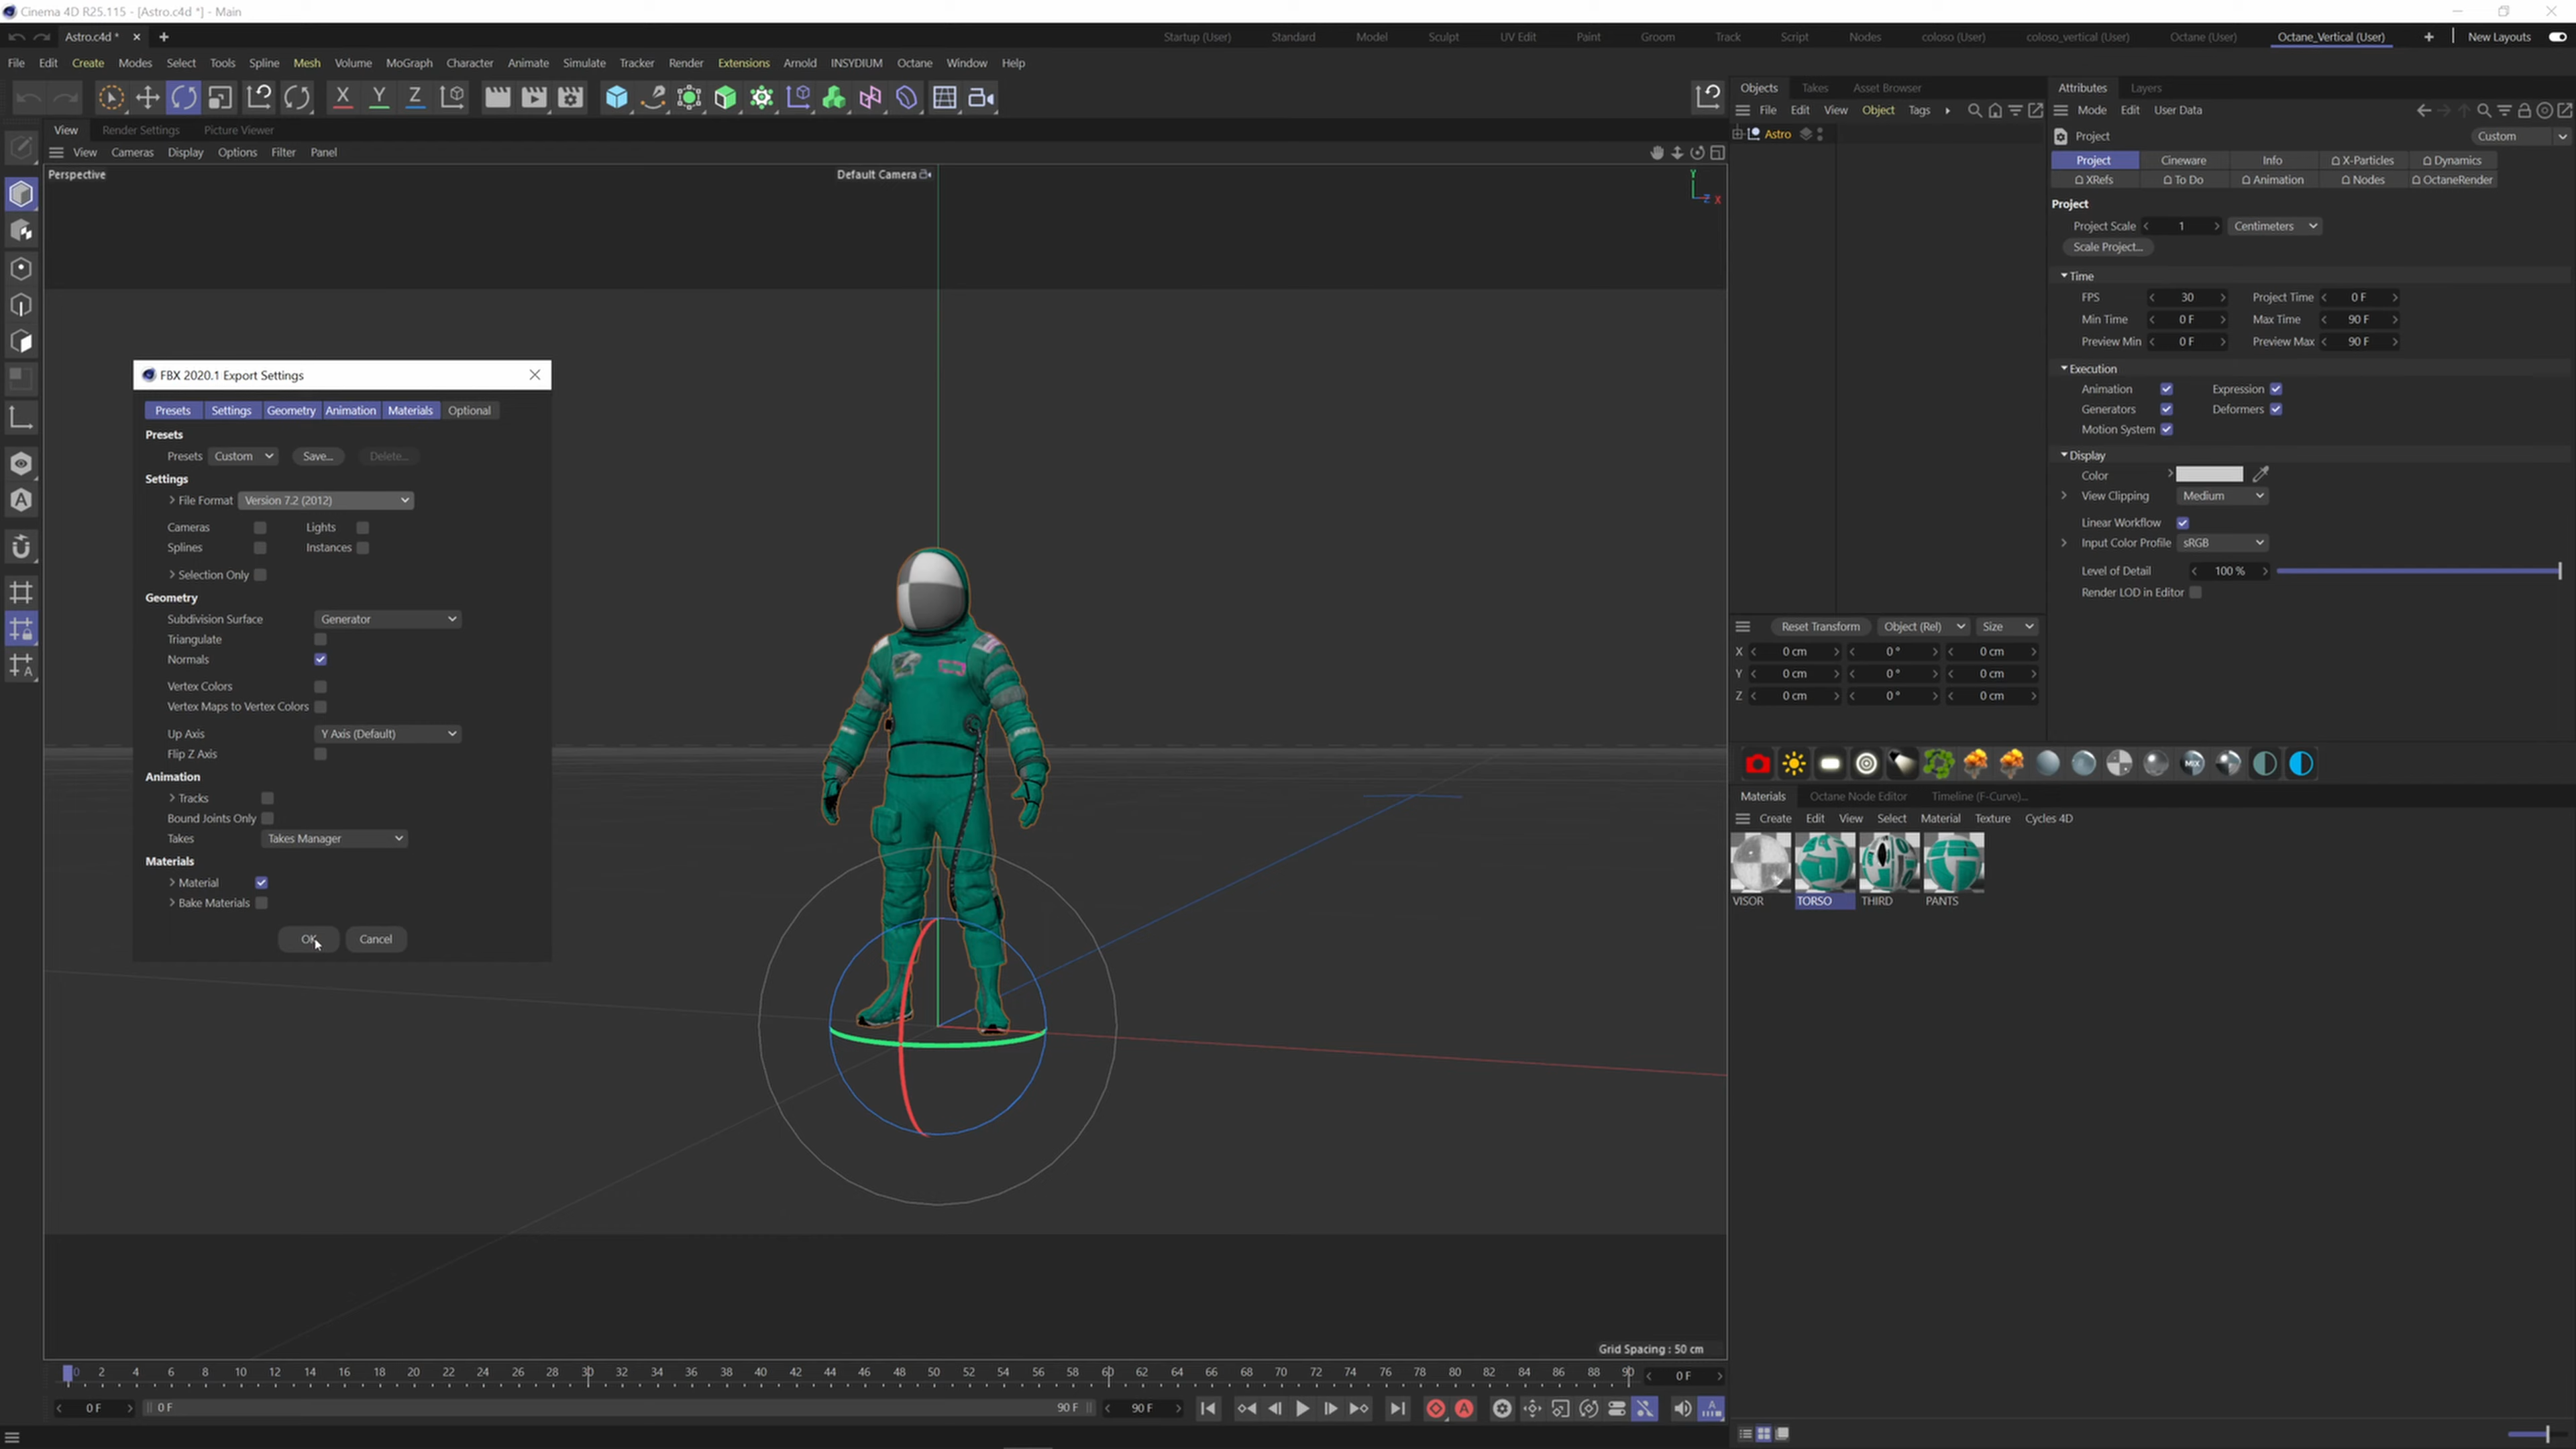 Cinema 4D R25.115 - [Astro.c4d *] - Main
Astro.c4d *
Startup (User) Standard Model Sculpt UV Edit Paint Groom Track Script Nodes coloso (User) coloso_vertical (User) Octane (User) Octane_Vertical (User) New Layouts
File Edit Create Modes Select Tools Spline Mesh Volume MoGraph Character Animate Simulate Tracker Render Extensions Arnold INSYDIUM Octane Window Help
X Y Z
View Render Settings Picture Viewer
View Cameras Display Options Filter Panel
Perspective
Default Camera
Y
Z X
FBX 2020.1 Export Settings
Presets Settings Geometry Animation Materials Optional
Presets
Presets Custom Save... Delete...
Settings
File Format Version 7.2 (2012)
Cameras Lights
Splines Instances
Selection Only
Geometry
Subdivision Surface Generator
Triangulate
Normals
Vertex Colors
Vertex Maps to Vertex Colors
Up Axis Y Axis (Default)
Flip Z Axis
Animation
Tracks
Bound Joints Only
Takes Takes Manager
Materials
Material
Bake Materials
OK Cancel
Grid Spacing : 50 cm
0 2 4 6 8 10 12 14 16 18 20 22 24 26 28 30 32 34 36 38 40 42 44 46 48 50 52 54 56 58 60 62 64 66 68 70 72 74 76 78 80 82 84 86 88 90 0 F
0 F 0 F 90 F 90 F
Objects Takes Asset Browser
File Edit View Object Tags
Astro
Reset Transform Object (Rel) Size
X 0 cm 0 ° 0 cm
Y 0 cm 0 ° 0 cm
Z 0 cm 0 ° 0 cm
Attributes Layers
Mode Edit User Data
Project Custom
Project Cineware Info X-Particles Dynamics
XRefs To Do Animation Nodes OctaneRender
Project
Project Scale 1 Centimeters
Scale Project...
Time
FPS 30 Project Time 0 F
Min Time 0 F Max Time 90 F
Preview Min 0 F Preview Max 90 F
Execution
Animation Expression
Generators Deformers
Motion System
Display
Color
View Clipping Medium
Linear Workflow
Input Color Profile sRGB
Level of Detail 100 %
Render LOD in Editor
MIX
Materials Octane Node Editor Timeline (F-Curve)...
Create Edit View Select Material Texture Cycles 4D
VISOR TORSO THIRD PANTS